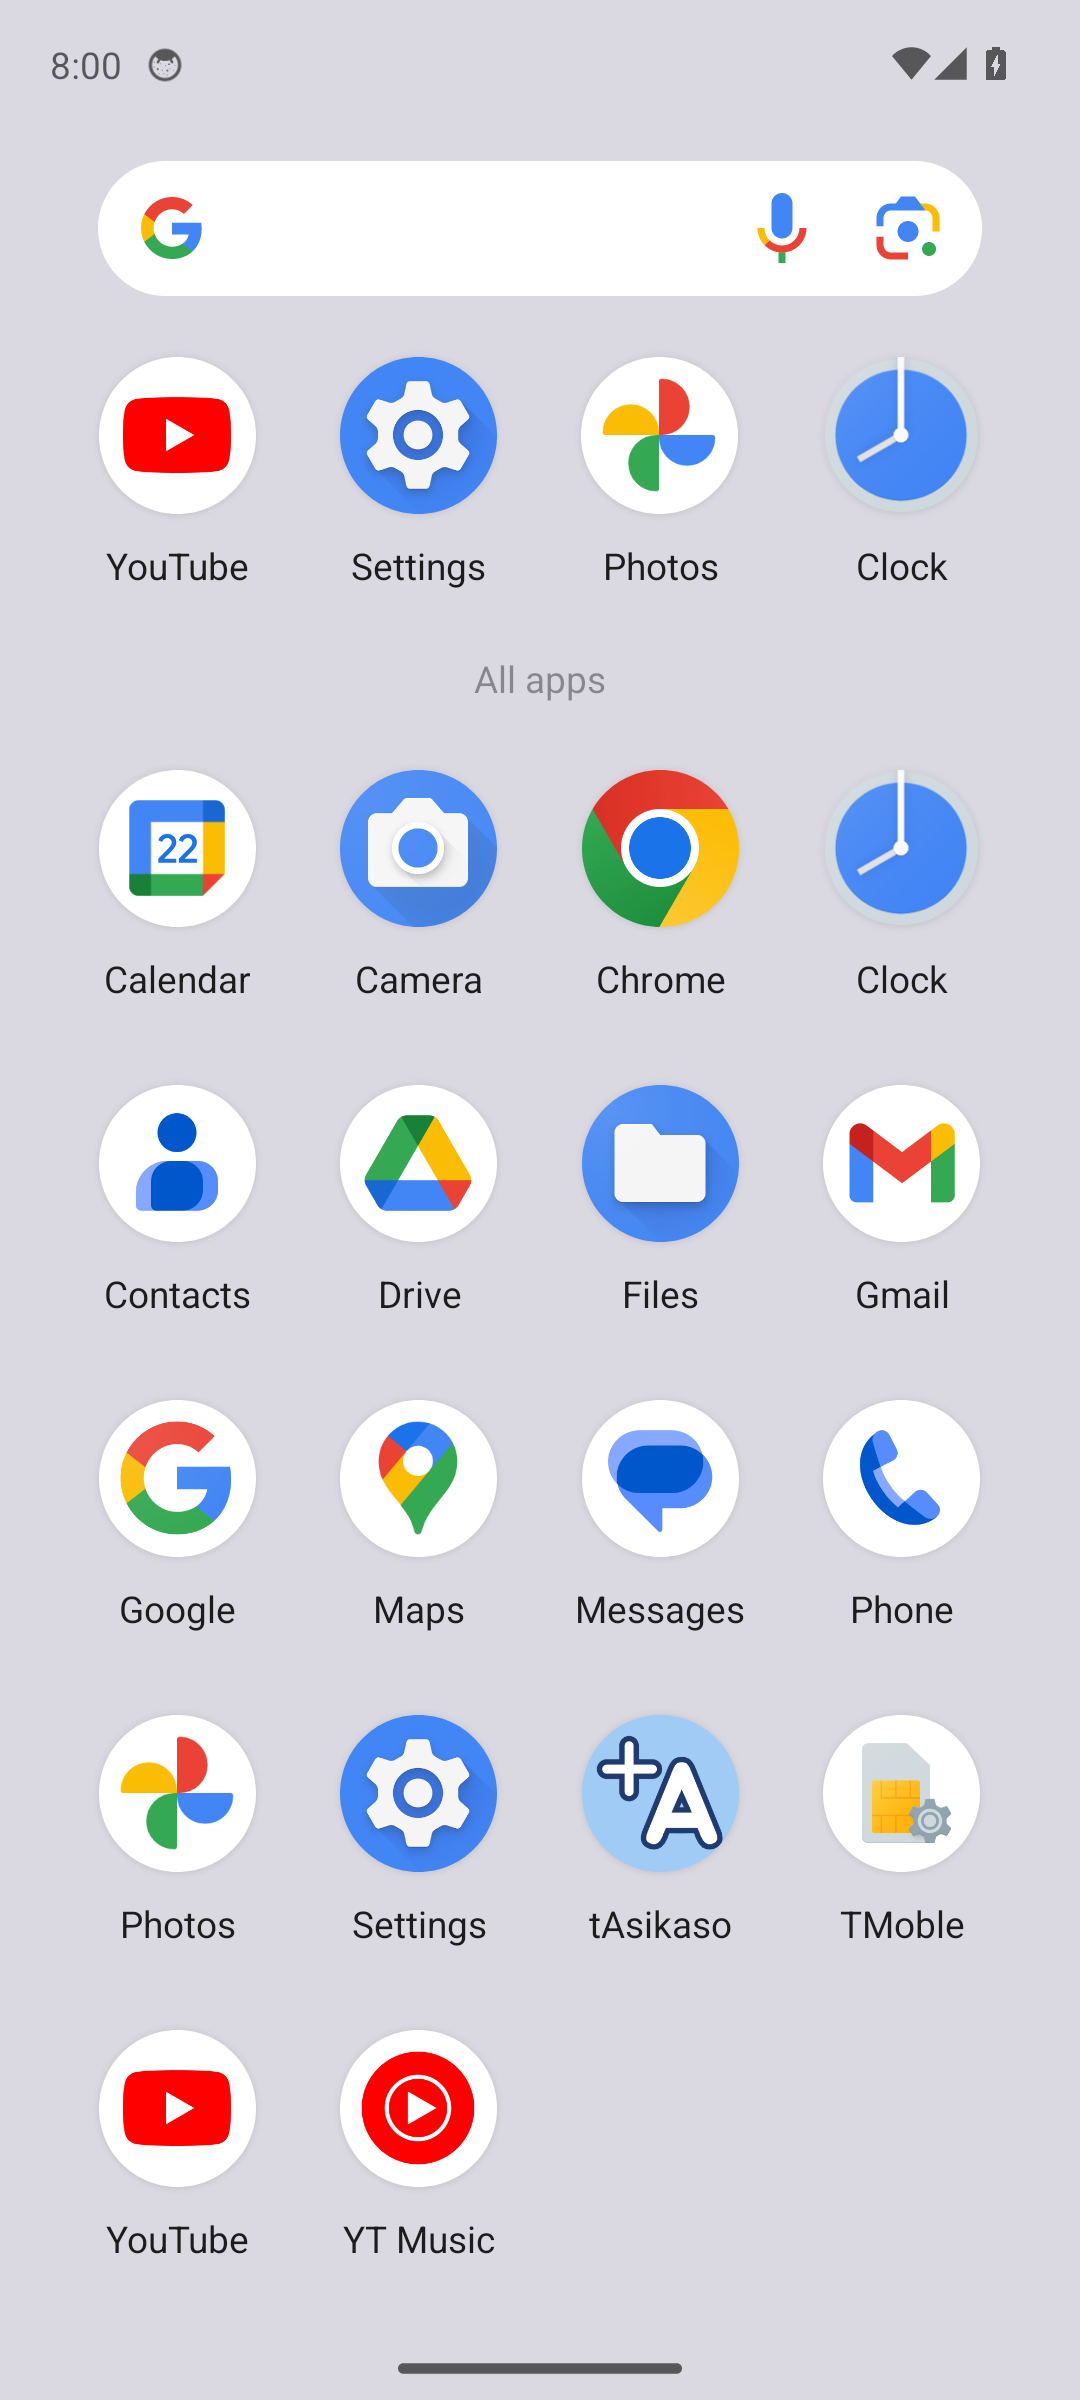 8:00
YouTube Settings Photos Clock
All apps
22
Calendar Camera Chrome Clock
Contacts Drive Files Gmail
Google Maps Messages Phone
Photos Settings tAsikaso TMoble
YouTube YT Music